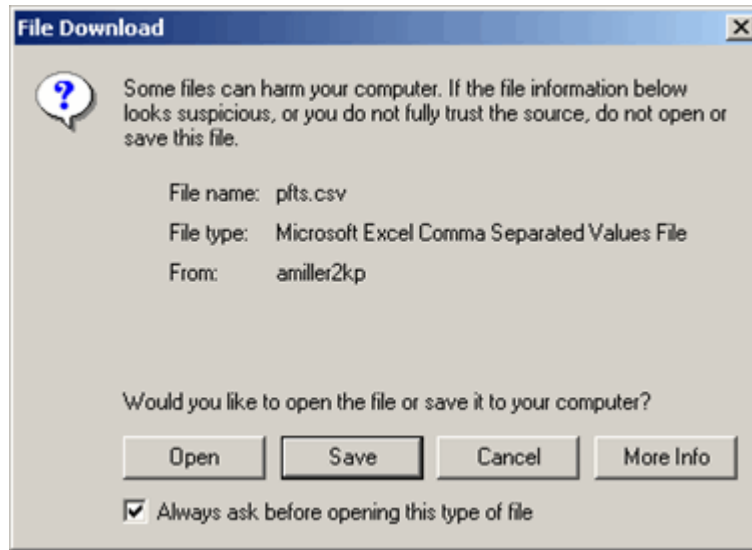 File Download
Some files can harm your computer. If the file information below
looks suspicious, or you do not fully trust the source, do not open or
save this file.
File name: pfts.csv
File type: Microsoft Excel Comma Separated Values File
From: amiller2kp
Would you like to open the file or save it to your computer?
Open Save Cancel More Info
Always ask before opening this type of file